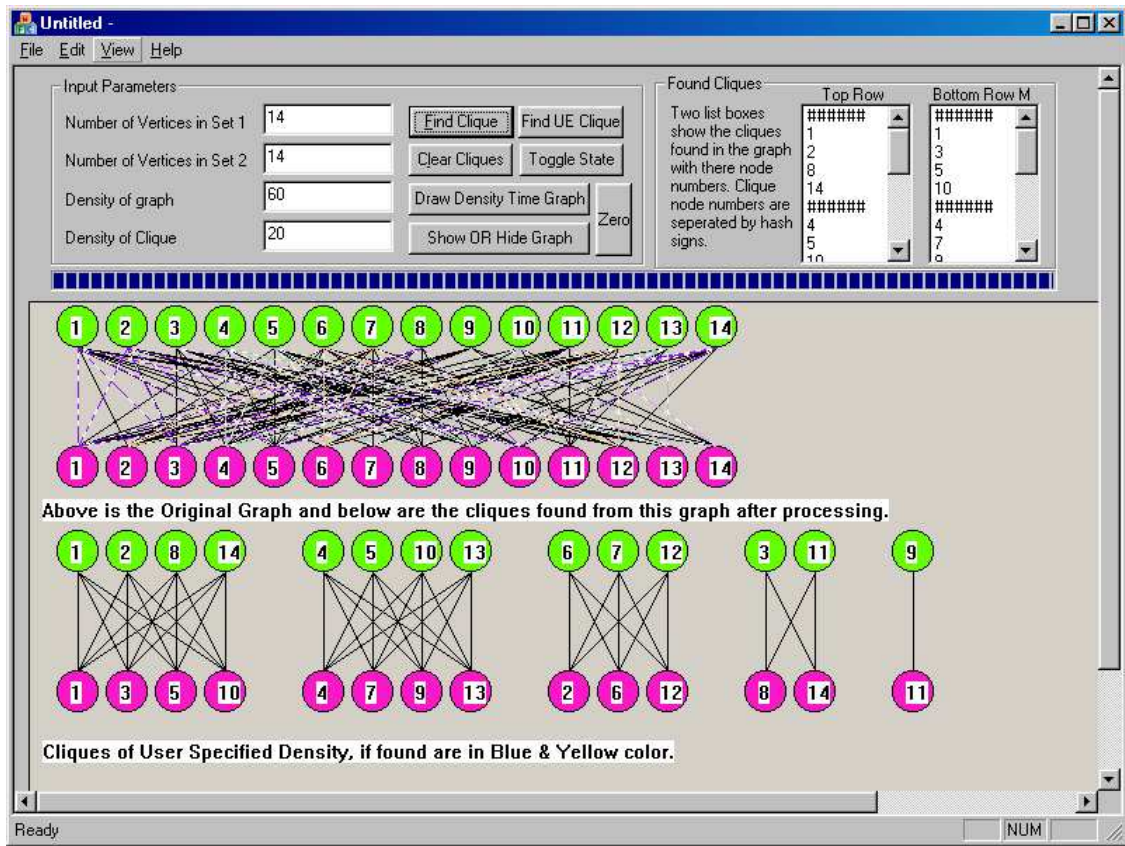 Untitled -
File Edit View Help
Input Parameters
Number of Vertices in Set 1 14
Number of Vertices in Set 2 14
Density of graph 60
Density of Clique 20
Find Clique Find UE Clique
Clear Cliques Toggle State
Draw Density Time Graph
Show OR Hide Graph
Zero
Found Cliques
Two list boxes
show the cliques
found in the graph
with there node
numbers. Clique
node numbers are
seperated by hash
signs.
Top Row
######
1
2
8
14
######
4
5
10
Bottom Row M
######
1
3
5
10
######
4
7
9
1 2 3 4 5 6 7 8 9 10 11 12 13 14
1 2 3 4 5 6 7 8 9 10 11 12 13 14
Above is the Original Graph and below are the cliques found from this graph after processing.
1 2 8 14 4 5 10 13 6 7 12 3 11 9
1 3 5 10 4 7 9 13 2 6 12 8 14 11
Cliques of User Specified Density, if found are in Blue & Yellow color.
Ready NUM